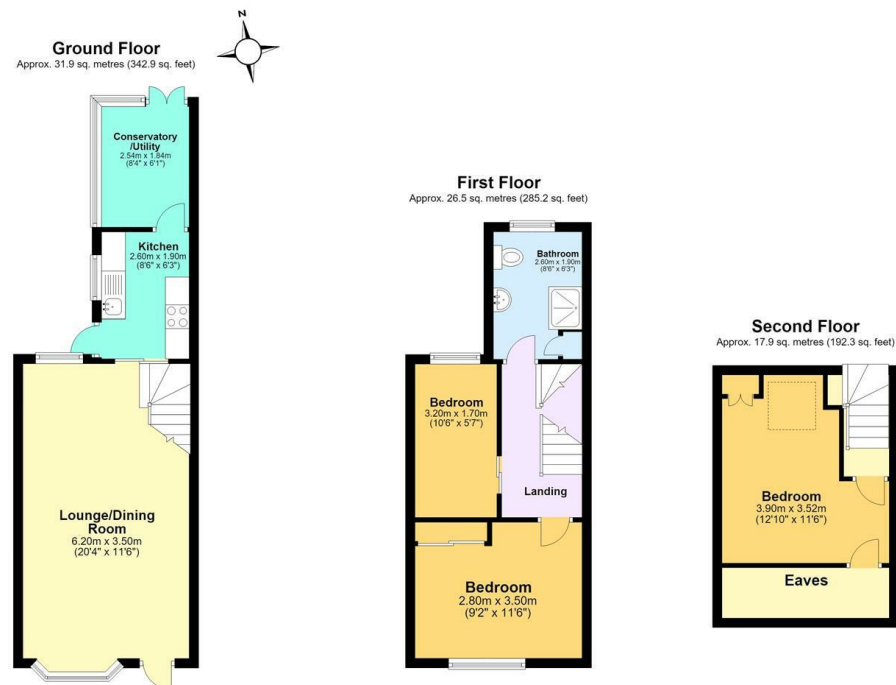 N
Ground Floor
Approx. 31.9 sq. metres (342.9 sq. feet)
Conservatory
/Utility
2.54m x 1.84m
(8'4" x 6'1")
Kitchen
2.60m x 1.90m
(8'6" x 6'3")
Lounge/Dining
Room
6.20m x 3.50m
(20'4" x 11'6")
First Floor
Approx. 26.5 sq. metres (285.2 sq. feet)
Bathroom
2.60m x 1.90m
(8'6" x 6'3")
Bedroom
3.20m x 1.70m
(10'6" x 5'7")
Landing
Bedroom
2.80m x 3.50m
(9'2" x 11'6")
Second Floor
Approx. 17.9 sq. metres (192.3 sq. feet)
Bedroom
3.90m x 3.52m
(12'10" x 11'6")
Eaves